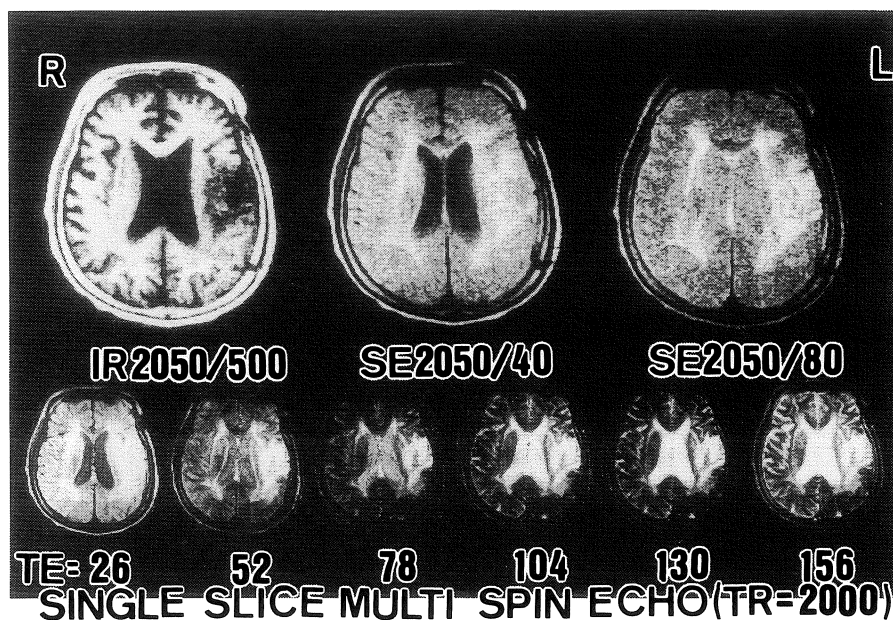 R L
IR2050/500 SE2050/40 SE2050/80
TE= 26 52 78 104 130 156
SINGLE SLICE MULTI SPIN ECHO(TR=2000)